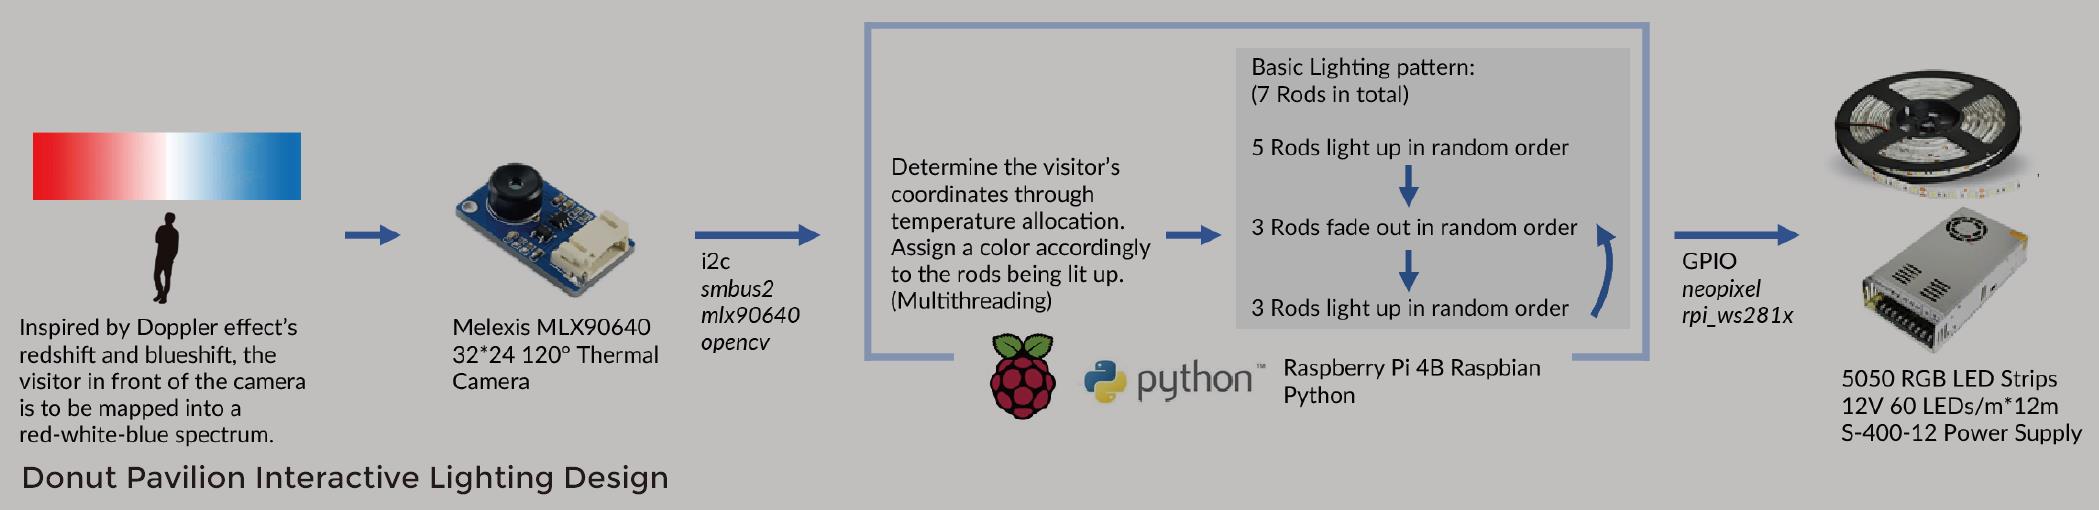 Inspired by Doppler effect's
redshift and blueshift, the
visitor in front of the camera
is to be mapped into a
red-white-blue spectrum.
Melexis MLX90640
32*24 120° Thermal
Camera
i2c
smbus2
mlx90640
opencv
Determine the visitor's
coordinates through
temperature allocation.
Assign a color accordingly
to the rods being lit up.
(Multithreading)
Basic Lighting pattern:
(7 Rods in total)
5 Rods light up in random order
3 Rods fade out in random order
3 Rods light up in random order
python™
Raspberry Pi 4B Raspbian
Python
GPIO
neopixel
rpi_ws281x
5050 RGB LED Strips
12V 60 LEDs/m*12m
S-400-12 Power Supply
Donut Pavilion Interactive Lighting Design